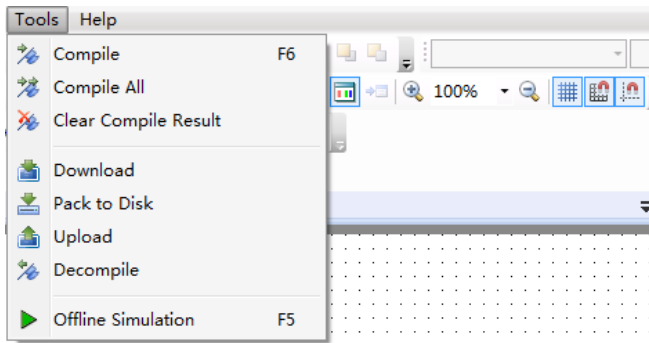 Tools Help
Compile F6
Compile All
100%
Clear Compile Result
Download
Pack to Disk
Upload
Decompile
Offline Simulation F5